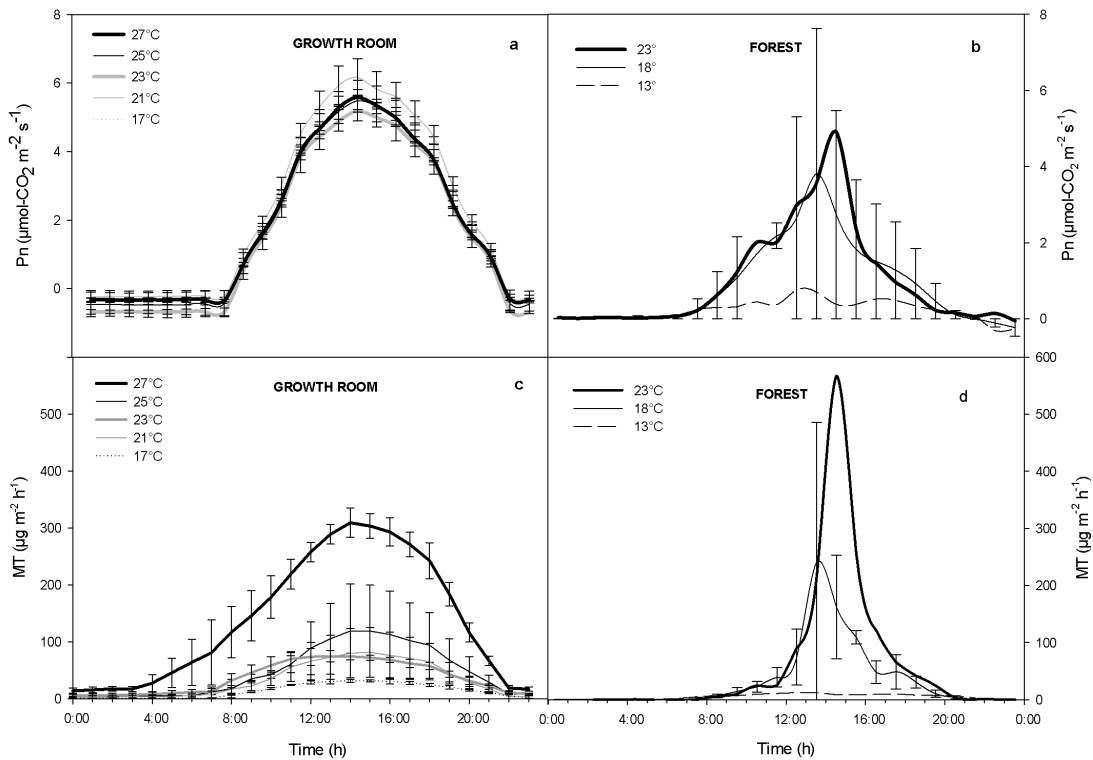 8
27°C
25°C
23°C
21°C
17°C
GROWTH ROOM
a
6
4
2
0
Pn (µmol-CO2 m-2 s-1)
23°
18°
13°
FOREST
b
8
6
4
2
0
Pn (µmol-CO2 m-2 s-1)
27°C
25°C
23°C
21°C
17°C
GROWTH ROOM
c
500
400
300
200
100
0
MT (µg m-2 h-1)
0:00 4:00 8:00 12:00 16:00 20:00
Time (h)
23°C
18°C
13°C
FOREST
d
600
500
400
300
200
100
0
MT (µg m-2 h-1)
0:00 4:00 8:00 12:00 16:00 20:00 0:00
Time (h)